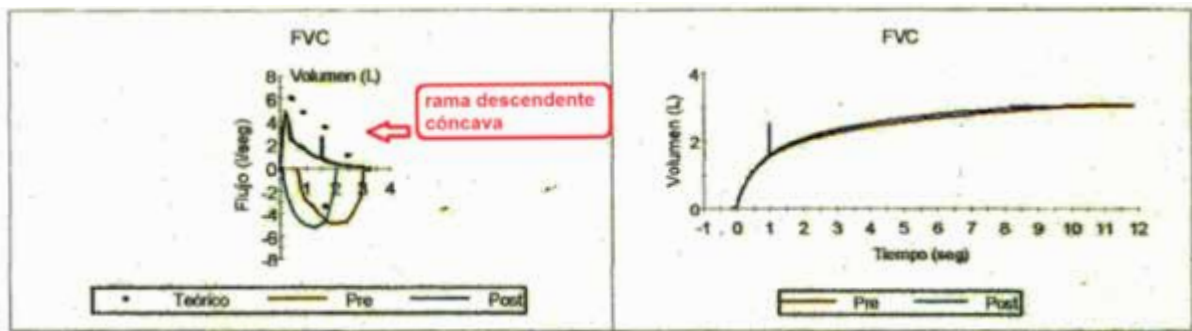 FVC
Volumen (L)
8
6
4
2
0
-2
-4
-6
-8
1 2 3 4
Flujo (l/seg)
rama descendente
cóncava
Teórico Pre Post
FVC
Volumen (L)
4
2
0
-1 0 1 2 3 4 5 6 7 8 9 10 11 12
Tiempo (seg)
Pre Post